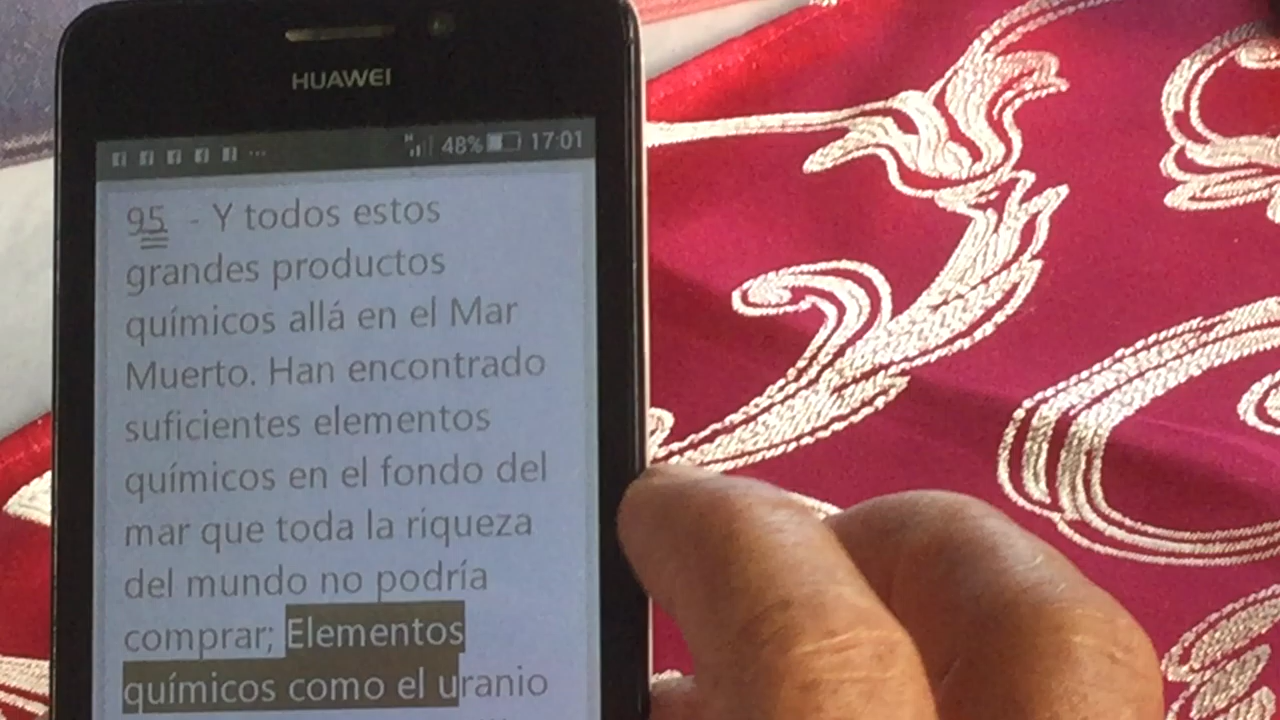 HUAWEI
48% 17:01
95 - Y todos estos
grandes productos
químicos allá en el Mar
Muerto. Han encontrado
suficientes elementos
químicos en el fondo del
mar que toda la riqueza
del mundo no podría
comprar; Elementos
químicos como el uranio